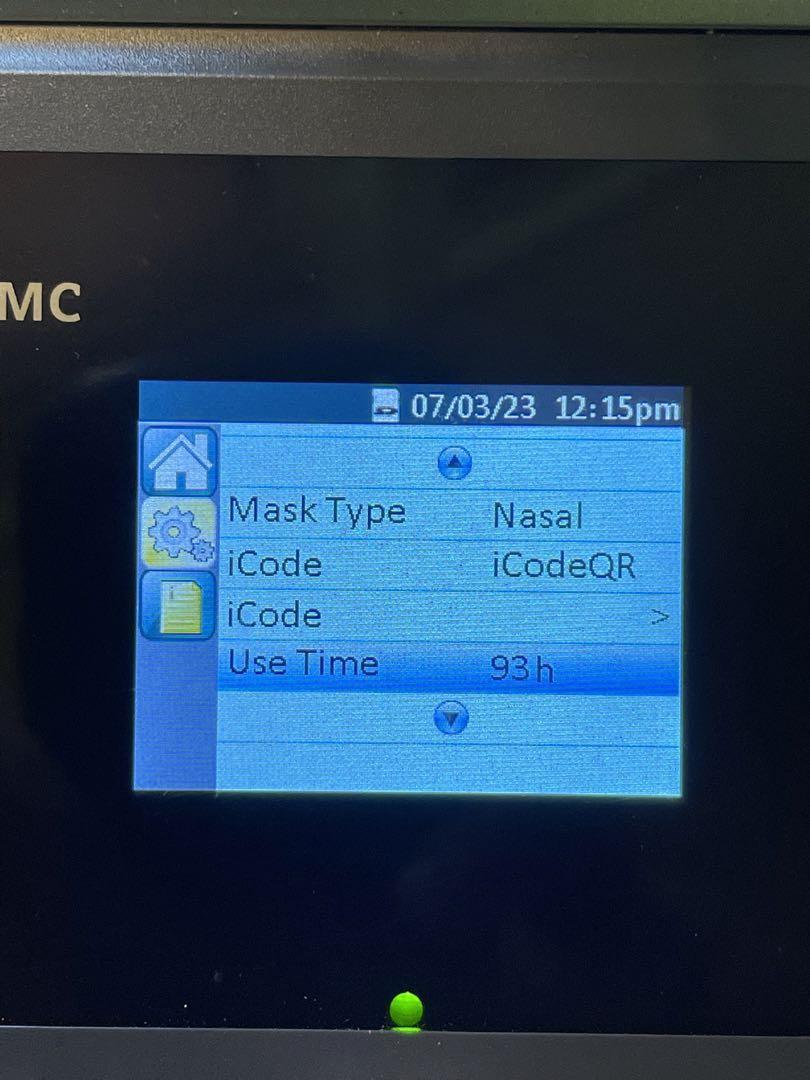 MC
07/03/23 12:15pm
Mask Type Nasal
iCode iCodeQR
iCode >
Use Time 93h